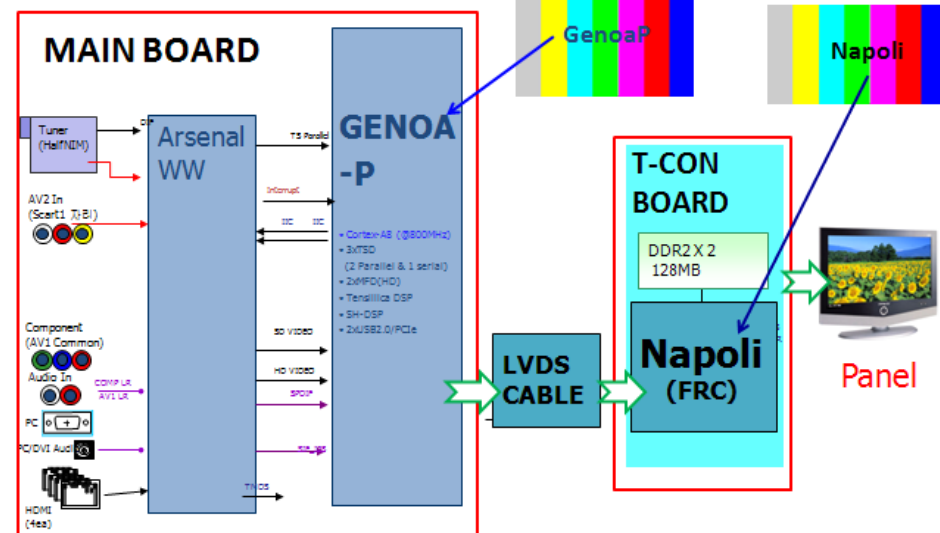 MAIN BOARD
GenoaP
Napoli
Tuner
(HalfNIM)
Arsenal
WW
TS Parallel
GENOA
-P
Interrupt
AV2 In
(Scart1 자리)
IIC IIC
• Cortex-A8 (@800MHz)
• 3xTSD
(2 Parallel & 1 serial)
• 2xMFD(HD)
• Tensillica DSP
• SH-DSP
• 2xUSB2.0/PCIe
T-CON
BOARD
DDR2 X 2
128MB
Component
(AV1 Common)
SD VIDEO
HD VIDEO
Audio In
COMP LR
AV1 LR
SPDIF
PC
PC/DVI Audi
HDMI
(4ea)
TMDS
LVDS
CABLE
Napoli
(FRC)
Panel